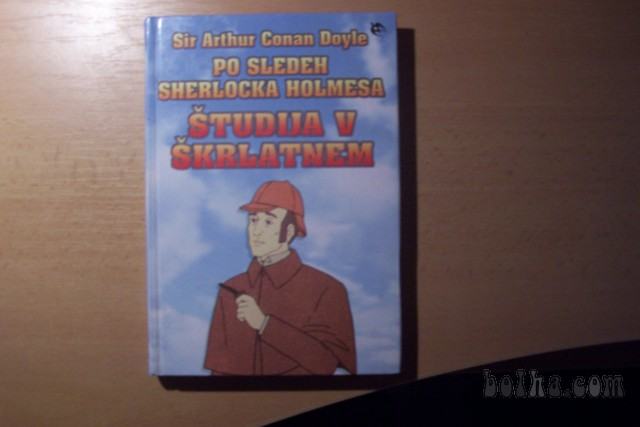 Sir Arthur Conan Doyle
PO SLEDEH
SHERLOCKA HOLMESA
ŠTUDIJA V
ŠKRLATNEM
bolha.com